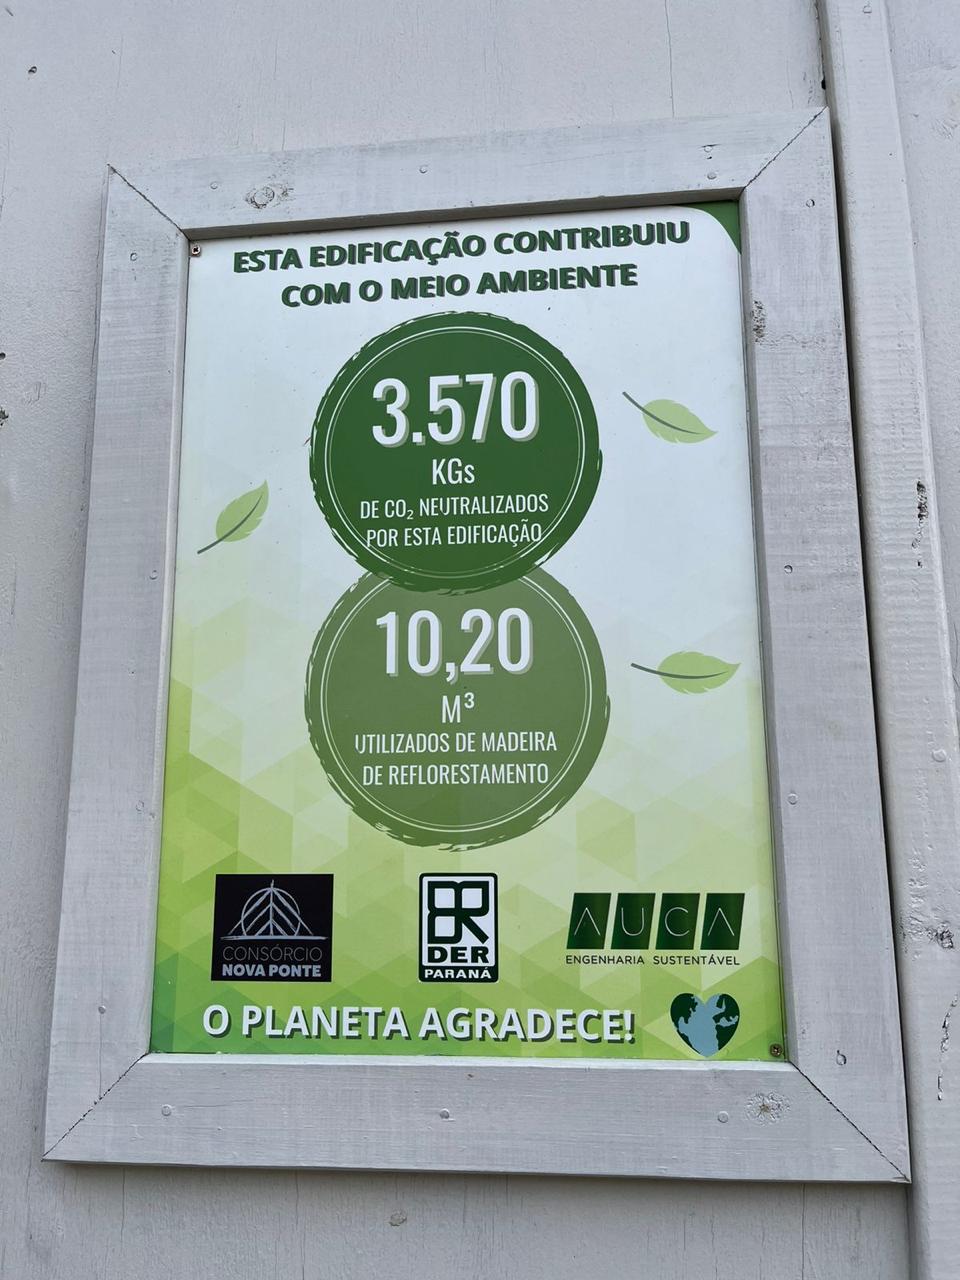 ESTA EDIFICAÇÃO CONTRIBUIU
COM O MEIO AMBIENTE
3.570
KGs
DE CO₂ NEUTRALIZADOS
POR ESTA EDIFICAÇÃO
10,20
M³
UTILIZADOS DE MADEIRA
DE REFLORESTAMENTO
CONSÓRCIO
NOVA PONTE
DER
PARANÁ
AUCA
ENGENHARIA SUSTENTÁVEL
O PLANETA AGRADECE!